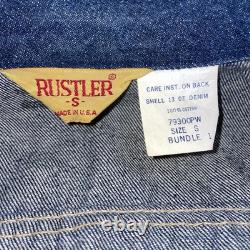 RUSTLER®
-S-
MADE IN U.S.A
CARE INST. ON BACK
SHELL 13 OZ DENIM
100% COTTON
79300PW
SIZE S
BUNDLE 1